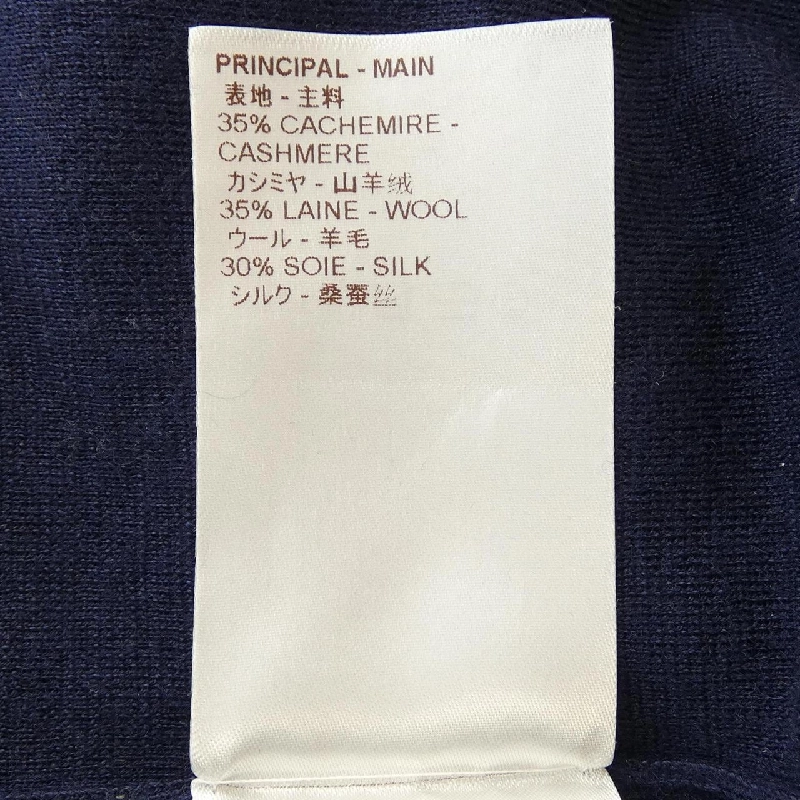 PRINCIPAL - MAIN
表地 - 主料
35% CACHEMIRE -
CASHMERE
カシミヤ - 山羊绒
35% LAINE - WOOL
ウール - 羊毛
30% SOIE - SILK
シルク - 桑蚕丝